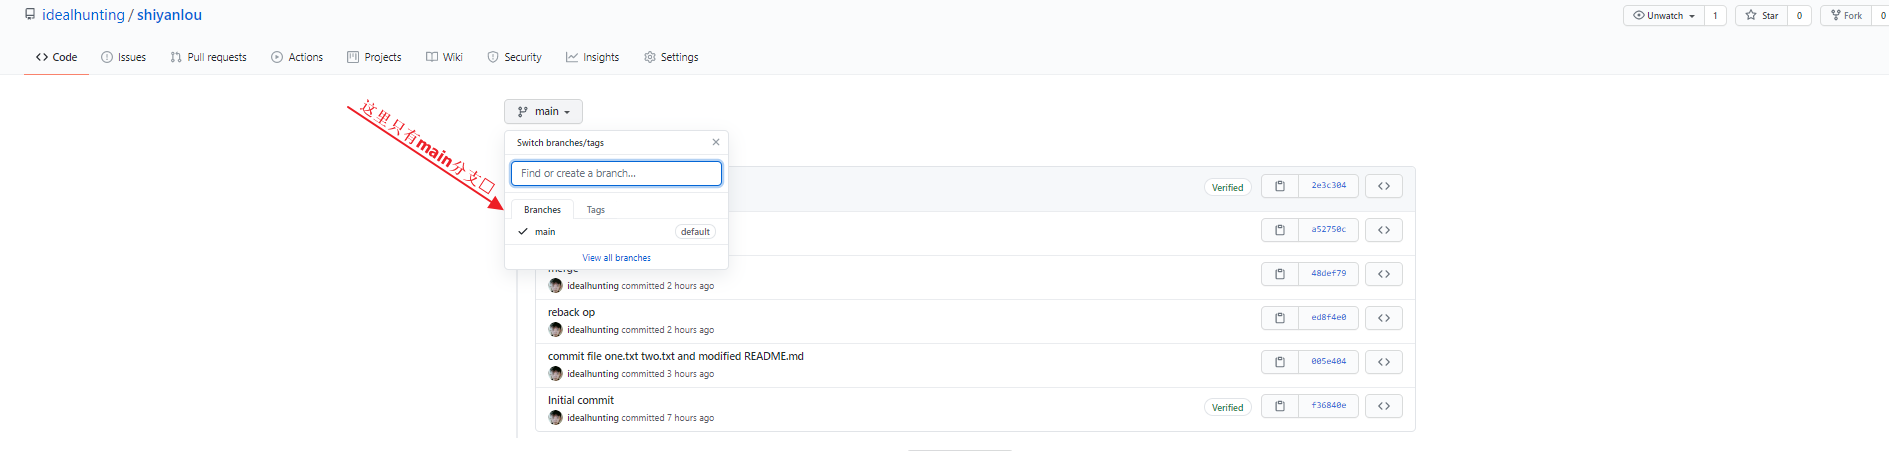 idealhunting / shiyanlou
Unwatch 1 Star 0 Fork 0
Code Issues Pull requests Actions Projects Wiki Security Insights Settings
这里只有main分支
main
Switch branches/tags
Find or create a branch...
Branches Tags
main default
View all branches
Verified 2e3c304
a52750c
merge
idealhunting committed 2 hours ago
48def79
reback op
idealhunting committed 2 hours ago
ed8f4e0
commit file one.txt two.txt and modified README.md
idealhunting committed 3 hours ago
005e404
Initial commit
idealhunting committed 7 hours ago
Verified f36840e